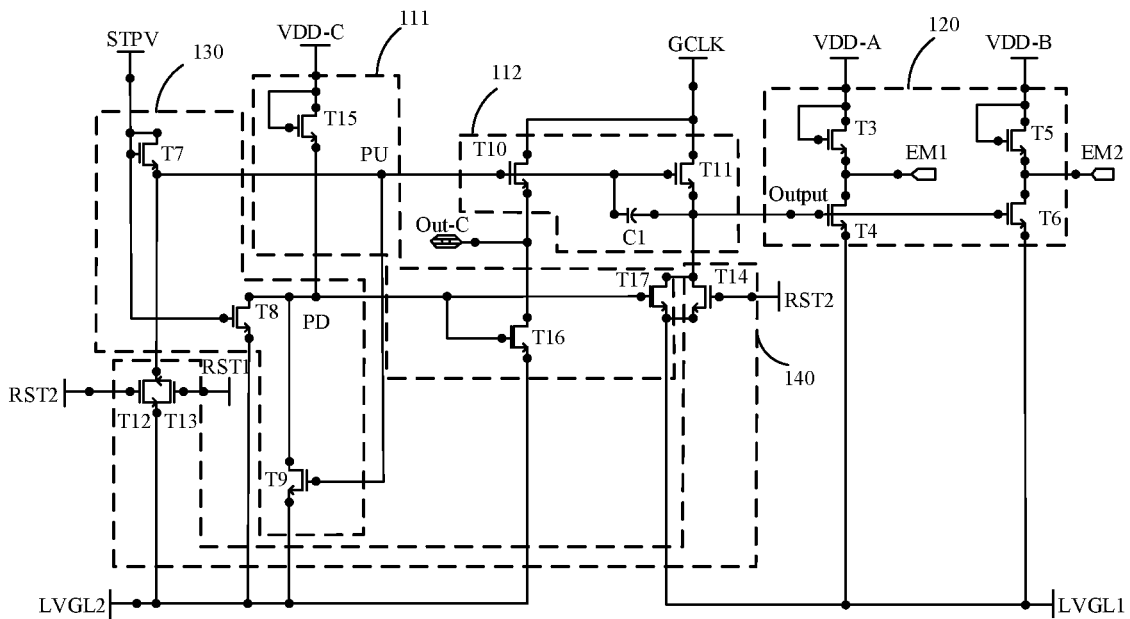 STPV
130
VDD-C
111
GCLK
VDD-A
120
VDD-B
112
T15
T3
T5
T7
PU
T10
T11
EM1
EM2
Output
Out-C
C1
T4
T6
T17
T14
T8
PD
RST2
T16
RST1
140
RST2
T12
T13
T9
LVGL2
LVGL1